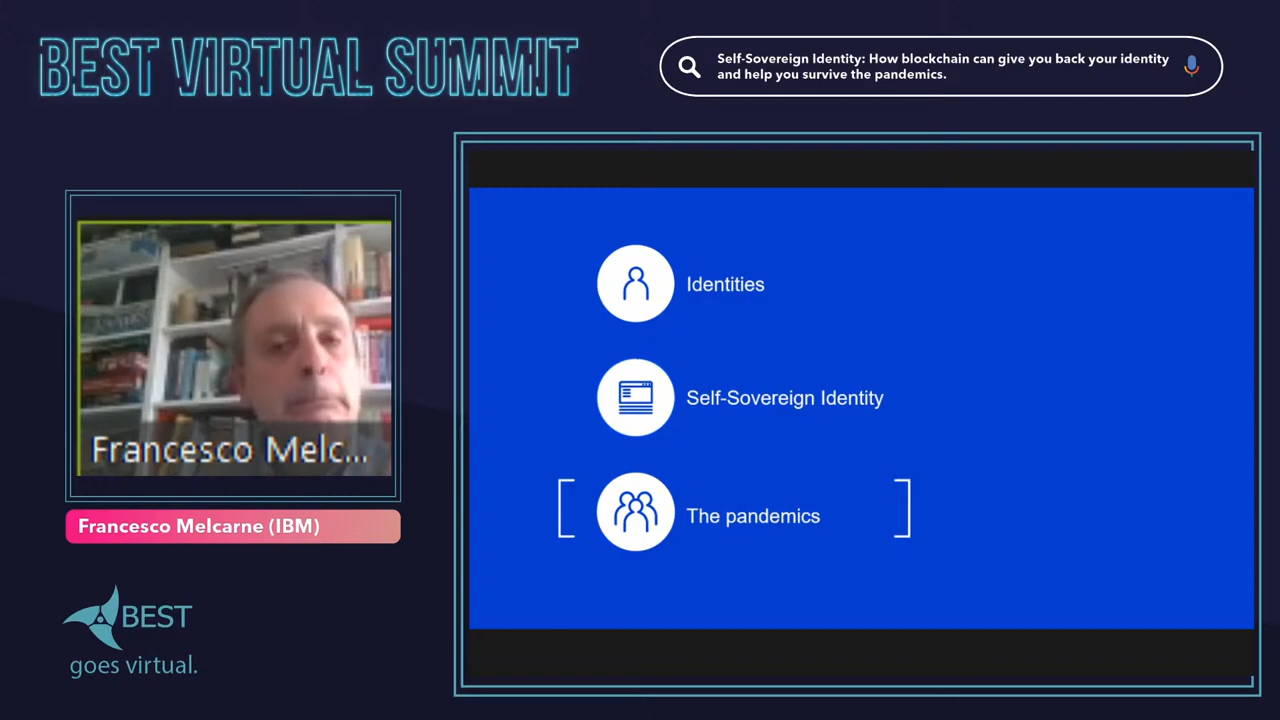 BEST VIRTUAL SUMMIT
Self-Sovereign Identity: How blockchain can give you back your identity
and help you survive the pandemics.
Identities
Self-Sovereign Identity
The pandemics
Francesco Melc...
Francesco Melcarne (IBM)
BEST
goes virtual.